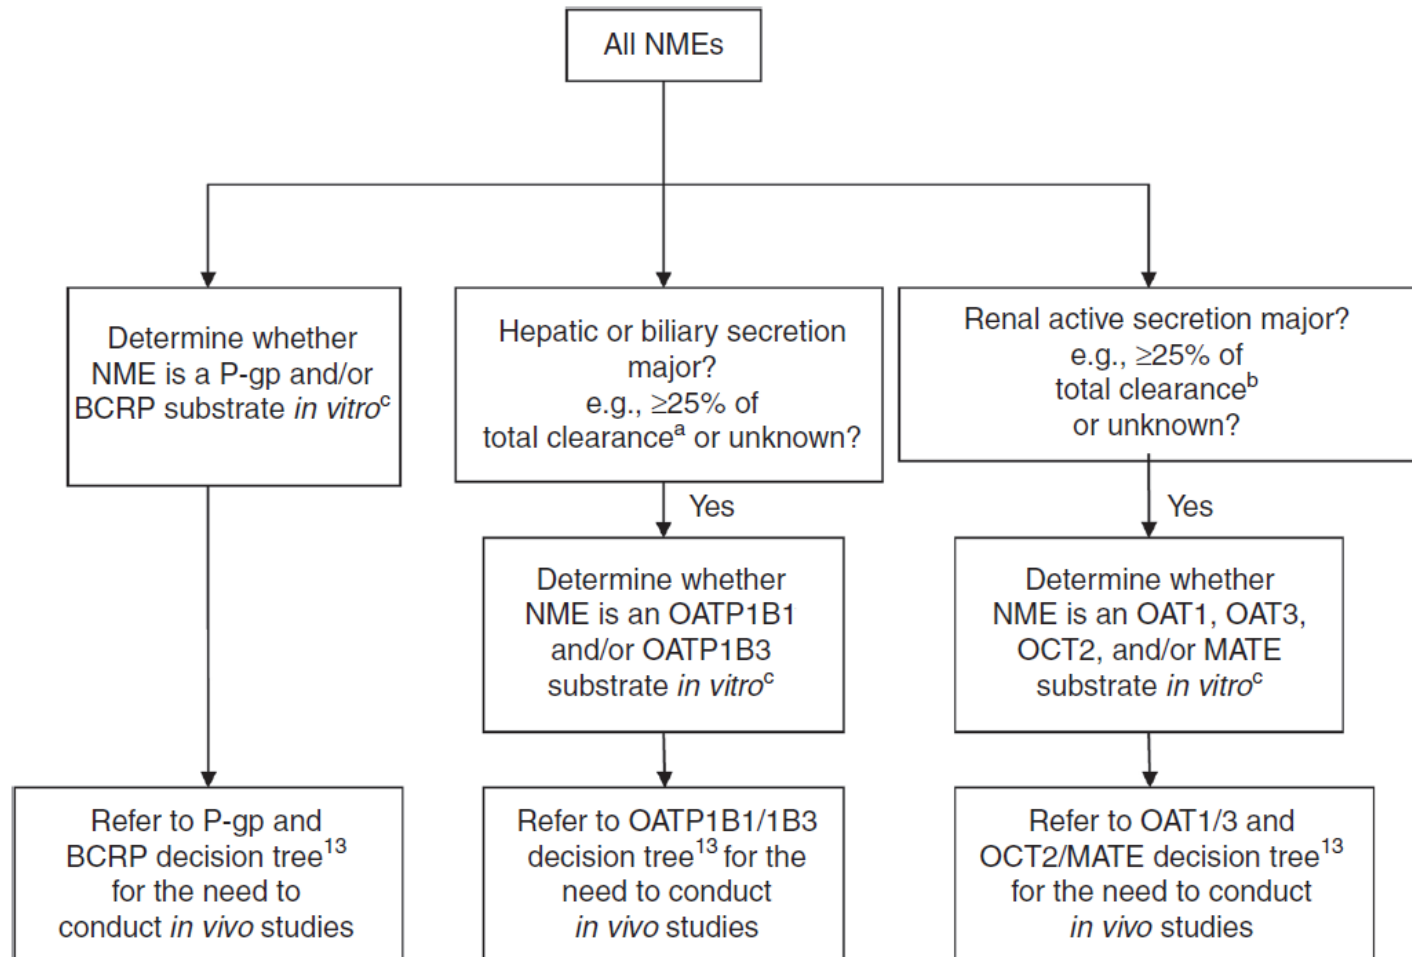 All NMEs
Determine whether
NME is a P-gp and/or
BCRP substrate in vitroᶜ
Hepatic or biliary secretion
major?
e.g., ≥25% of
total clearanceᵃ or unknown?
Renal active secretion major?
e.g., ≥25% of
total clearanceᵇ
or unknown?
Yes
Yes
Determine whether
NME is an OATP1B1
and/or OATP1B3
substrate in vitroᶜ
Determine whether
NME is an OAT1, OAT3,
OCT2, and/or MATE
substrate in vitroᶜ
Refer to P-gp and
BCRP decision tree¹³
for the need to
conduct in vivo studies
Refer to OATP1B1/1B3
decision tree¹³ for the
need to conduct
in vivo studies
Refer to OAT1/3 and
OCT2/MATE decision tree¹³
for the need to conduct
in vivo studies